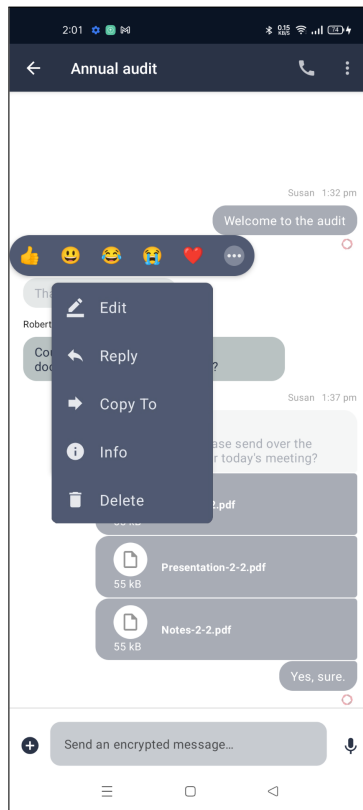 2:01
0.15 KB/S
74
Annual audit
Susan 1:32 pm
Welcome to the audit
Robert
Edit
Reply
?
Susan 1:37 pm
Copy To
send over the
Info
today's meeting?
Delete
.pdf
55 kB
Presentation-2-2.pdf
55 kB
Notes-2-2.pdf
55 kB
Yes, sure.
Send an encrypted message…